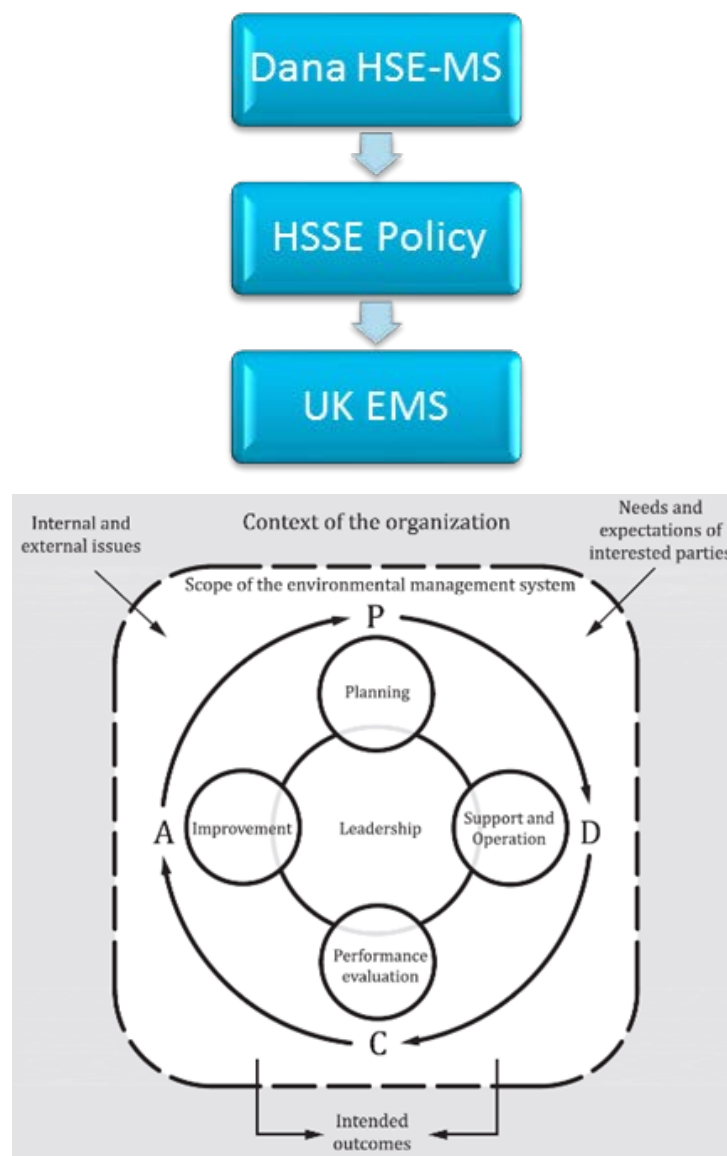 Dana HSE-MS
HSSE Policy
UK EMS
Internal and
external issues
Context of the organization
Needs and
expectations of
interested parties
Scope of the environmental management system
P
Planning
A
Improvement
Leadership
Support and
Operation
D
Performance
evaluation
C
Intended
outcomes